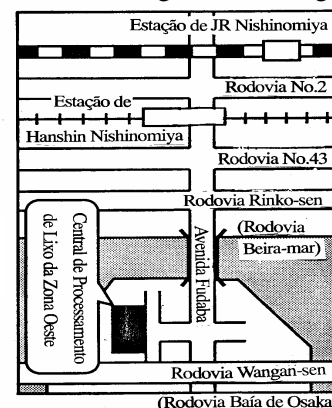 Estação de JR Nishinomiya
Rodovia No.2
Estação de
Hanshin Nishinomiya
Rodovia No.43
Rodovia Rinko-sen
(Rodovia
Beira-mar)
Avenida Fudaba
Central de Processamento
de Lixo da Zona Oeste
Rodovia Wangan-sen
(Rodovia Baía de Osaka